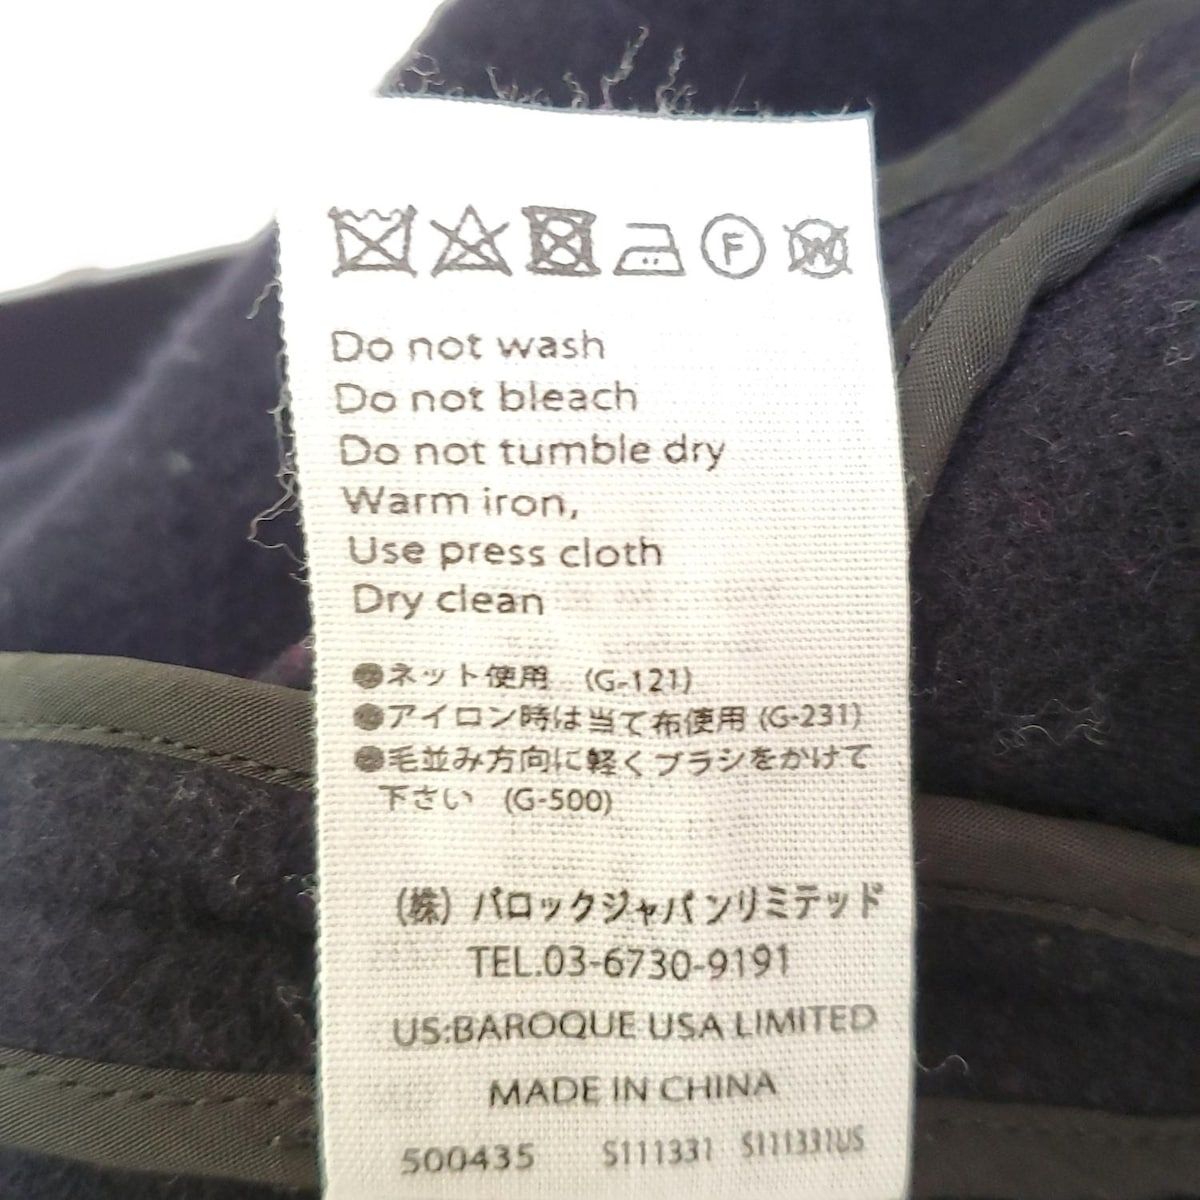 F W
Do not wash
Do not bleach
Do not tumble dry
Warm iron,
Use press cloth
Dry clean
●ネット使用 (G-121)
●アイロン時は当て布使用 (G-231)
●毛並み方向に軽くブラシをかけて
下さい (G-500)
(株) バロックジャパンリミテッド
TEL.03-6730-9191
US:BAROQUE USA LIMITED
MADE IN CHINA
500435 S111331 S111331US